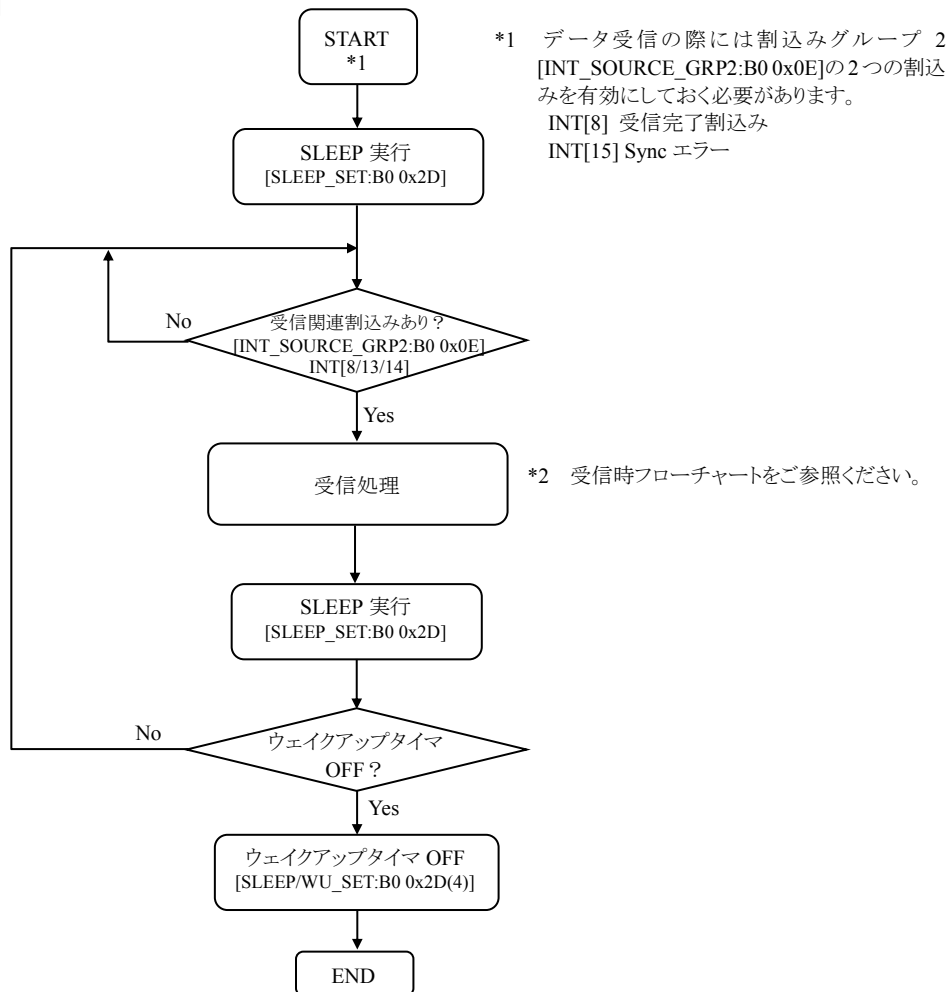 START
*1
*1 データ受信の際には割込みグループ 2
[INT_SOURCE_GRP2:B0 0x0E]の2つの割込
みを有効にしておく必要があります。
INT[8] 受信完了割込み
INT[15] Sync エラー
SLEEP 実行
[SLEEP_SET:B0 0x2D]
No
受信関連割込みあり?
[INT_SOURCE_GRP2:B0 0x0E]
INT[8/13/14]
Yes
受信処理
*2 受信時フローチャートをご参照ください。
SLEEP 実行
[SLEEP_SET:B0 0x2D]
No
ウェイクアップタイマ
OFF?
Yes
ウェイクアップタイマ OFF
[SLEEP/WU_SET:B0 0x2D(4)]
END